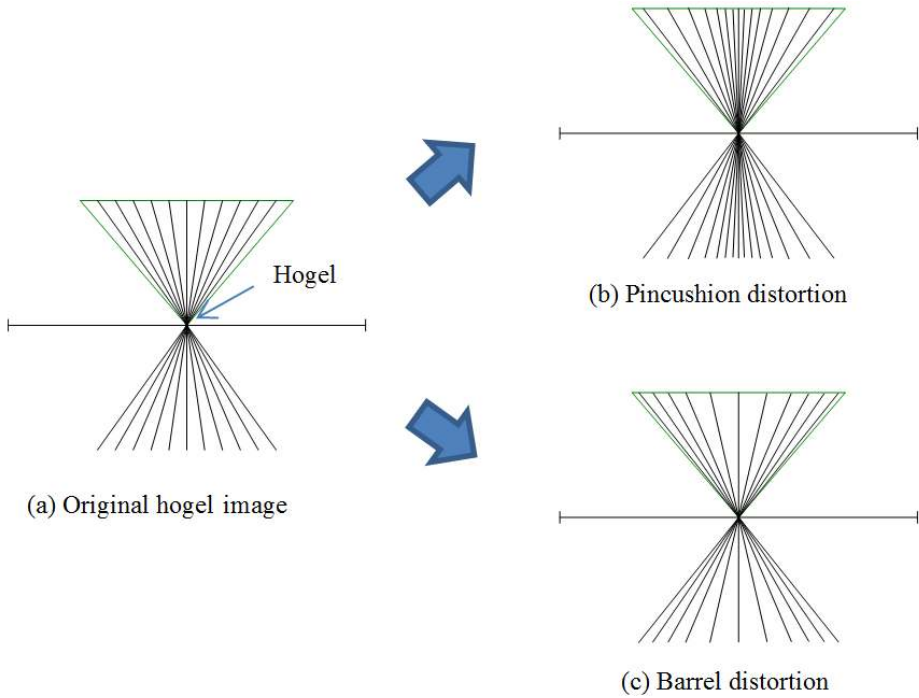 Hogel
(a) Original hogel image
(b) Pincushion distortion
(c) Barrel distortion